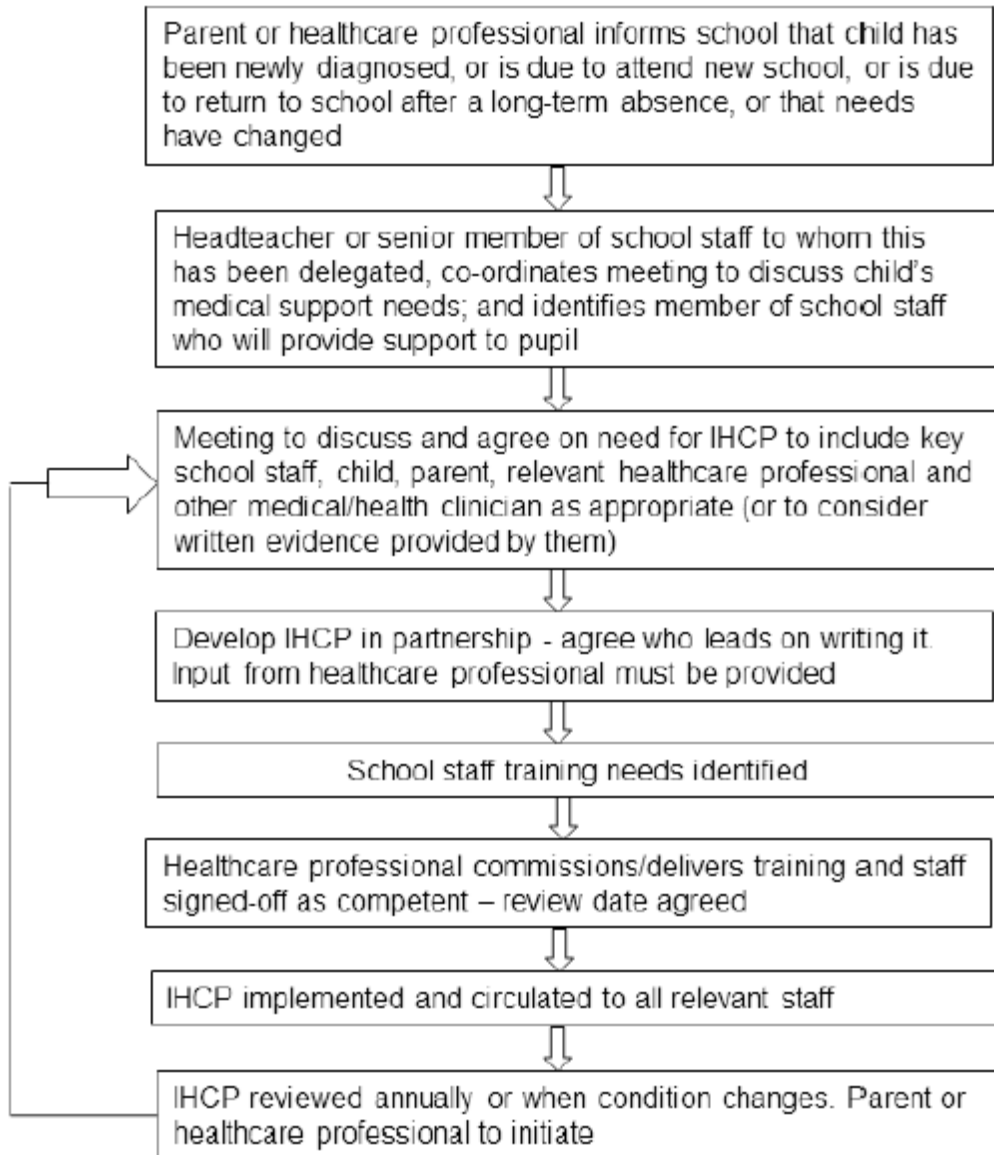 Parent or healthcare professional informs school that child has
been newly diagnosed, or is due to attend new school, or is due
to return to school after a long-term absence, or that needs
have changed
Headteacher or senior member of school staff to whom this
has been delegated, co-ordinates meeting to discuss child's
medical support needs; and identifies member of school staff
who will provide support to pupil
Meeting to discuss and agree on need for IHCP to include key
school staff, child, parent, relevant healthcare professional and
other medical/health clinician as appropriate (or to consider
written evidence provided by them)
Develop IHCP in partnership - agree who leads on writing it.
Input from healthcare professional must be provided
School staff training needs identified
Healthcare professional commissions/delivers training and staff
signed-off as competent – review date agreed
IHCP implemented and circulated to all relevant staff
IHCP reviewed annually or when condition changes. Parent or
healthcare professional to initiate